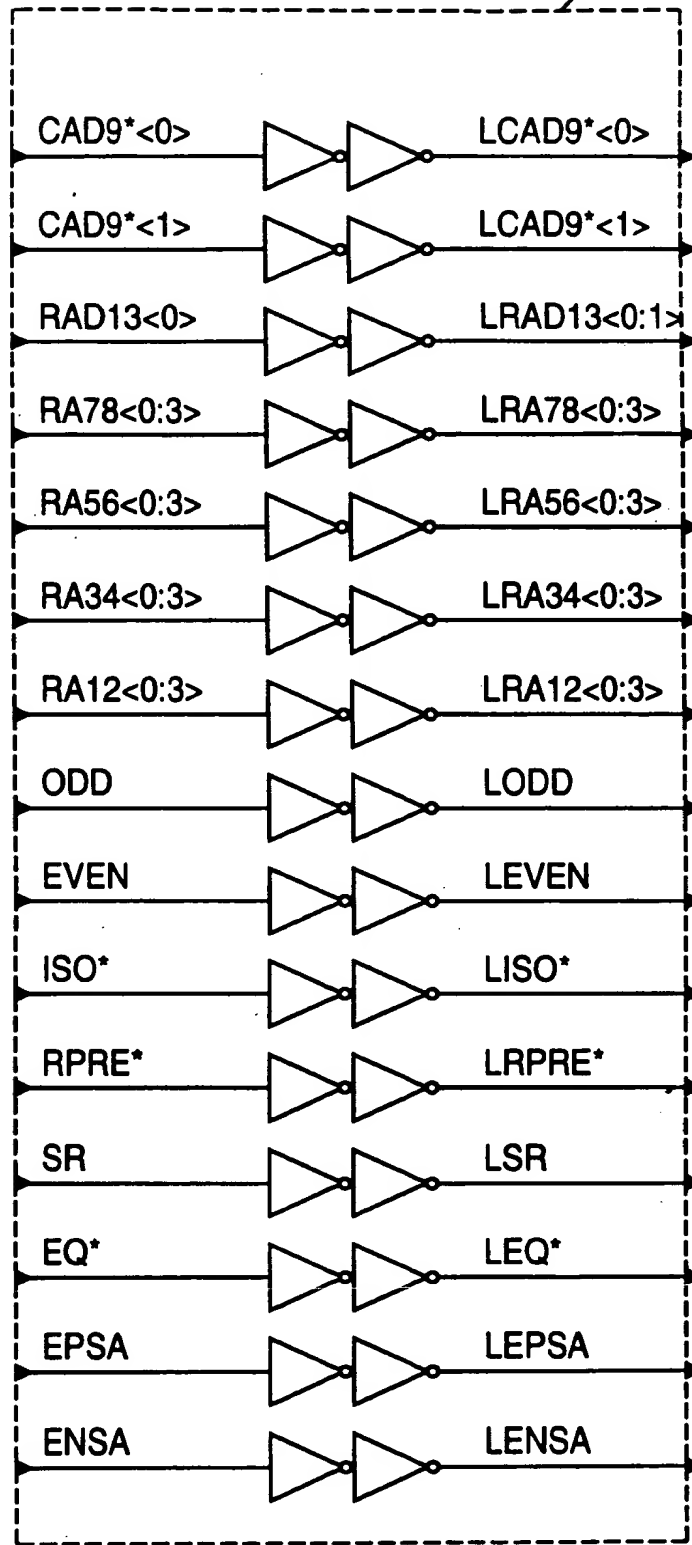 CAD9*<0> LCAD9*<0>
CAD9*<1> LCAD9*<1>
RAD13<0> LRAD13<0:1>
RA78<0:3> LRA78<0:3>
RA56<0:3> LRA56<0:3>
RA34<0:3> LRA34<0:3>
RA12<0:3> LRA12<0:3>
ODD LODD
EVEN LEVEN
ISO* LISO*
RPRE* LRPRE*
SR LSR
EQ* LEQ*
EPSA LEPSA
ENSA LENSA